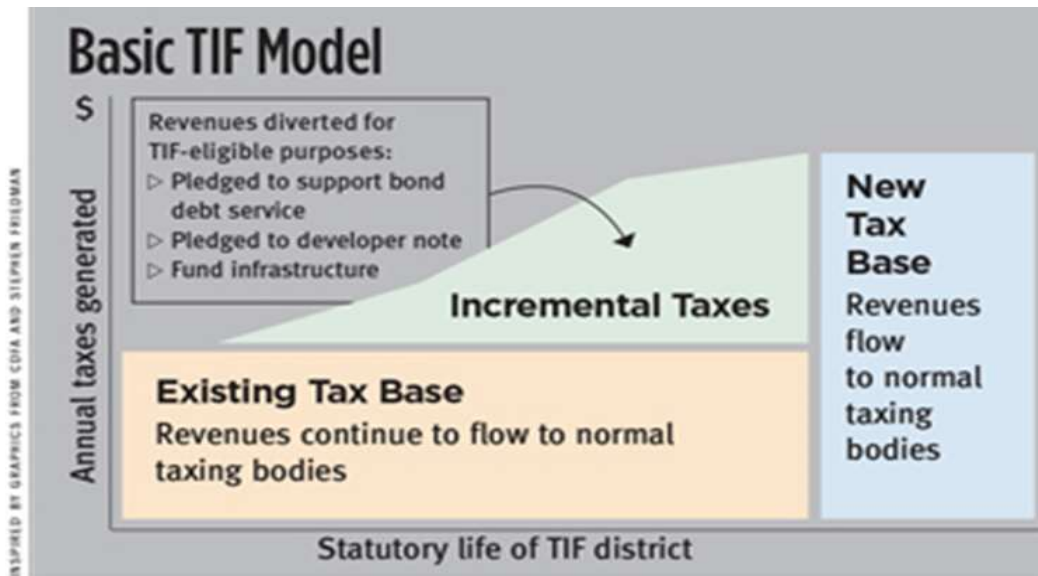 Basic TIF Model
$
Revenues diverted for
TIF-eligible purposes:
▷ Pledged to support bond
debt service
▷ Pledged to developer note
▷ Fund infrastructure
Annual taxes generated
Incremental Taxes
Existing Tax Base
Revenues continue to flow to normal
taxing bodies
New
Tax
Base
Revenues
flow
to normal
taxing
bodies
Statutory life of TIF district
INSPIRED BY GRAPHICS FROM CDFA AND STEPHEN FRIEDMAN